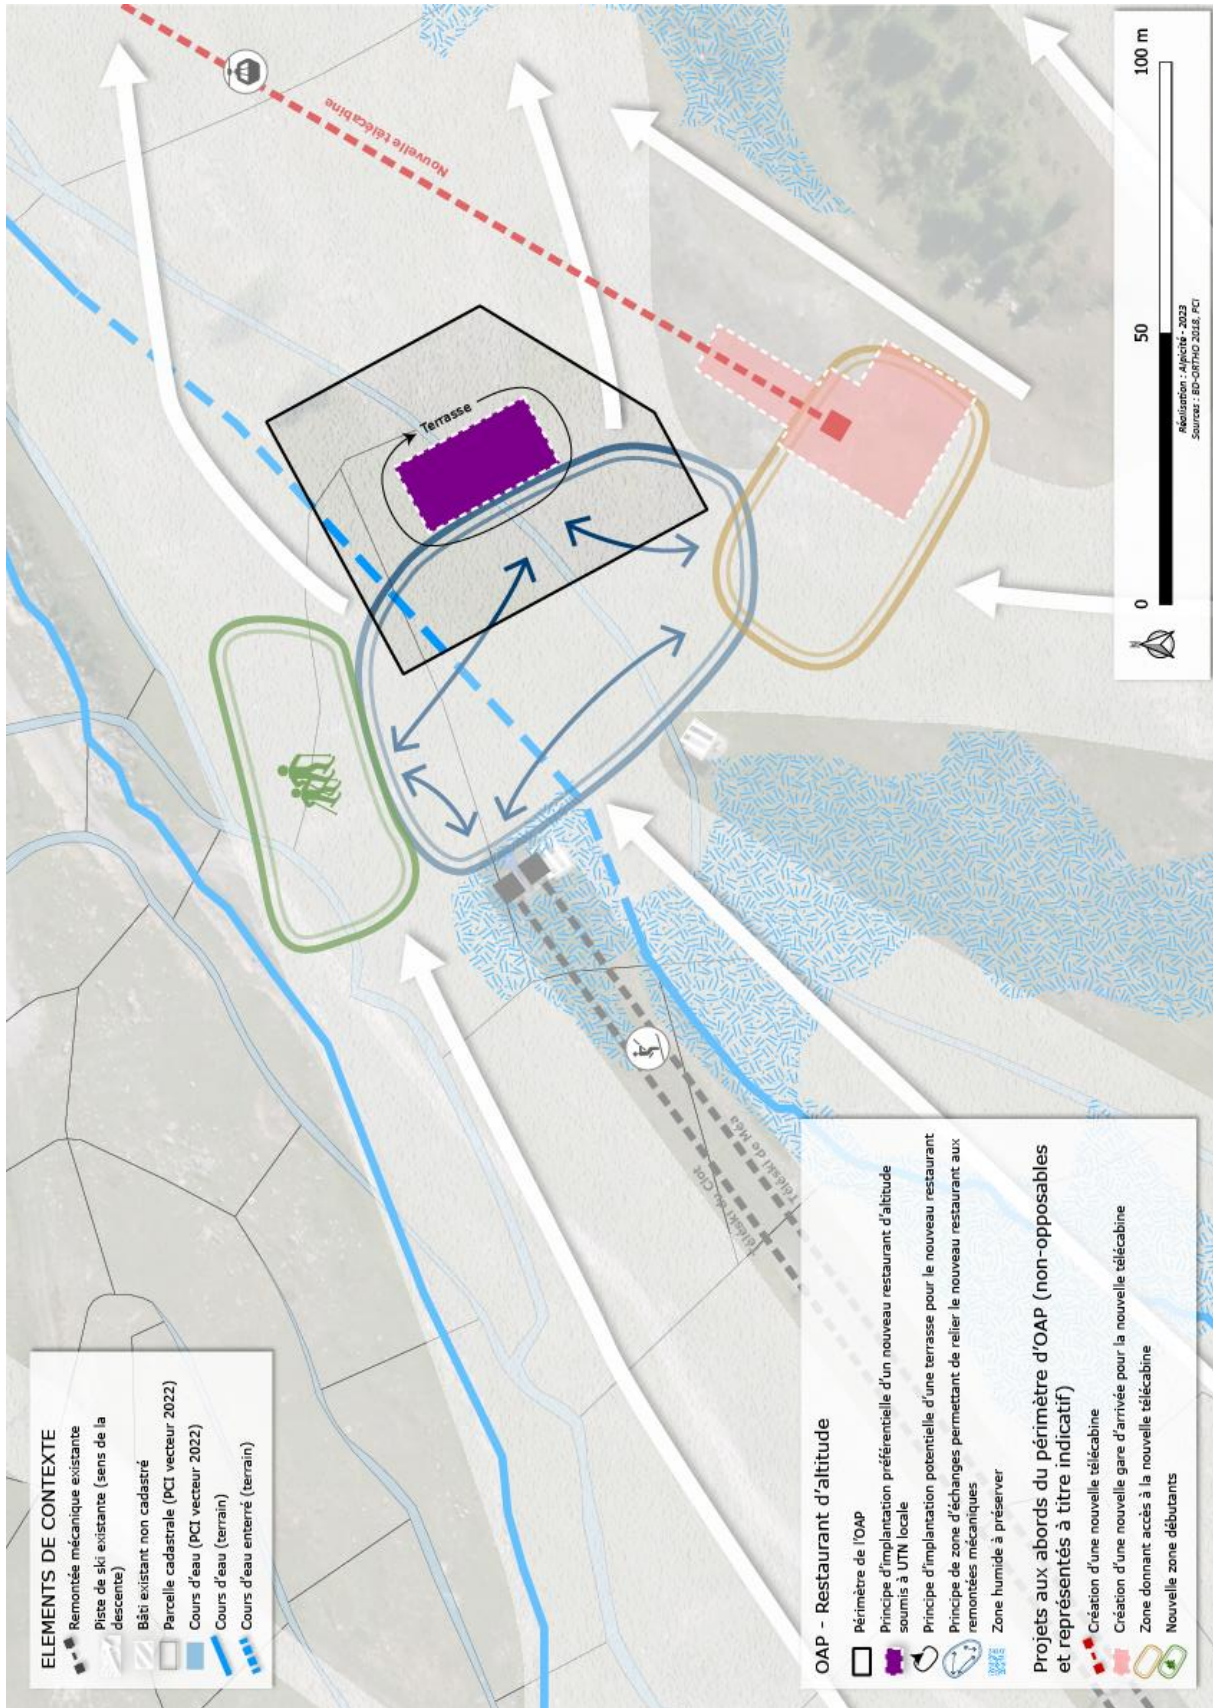 ELEMENTS DE CONTEXTE
Remontée mécanique existante
Piste de ski existante (sens de la
descente)
Bâti existant non cadastré
Parcelle cadastrale (PCI vecteur 2022)
Cours d'eau (PCI vecteur 2022)
Cours d'eau (terrain)
Cours d'eau enterré (terrain)
Nouvelle télécabine
Terrasse
Téléski du Clot
Téléski de Méa
OAP - Restaurant d'altitude
Périmètre de l'OAP
Principe d'implantation préférentielle d'un nouveau restaurant d'altitude
soumis à UTN locale
Principe d'implantation potentielle d'une terrasse pour le nouveau restaurant
Principe de zone d'échanges permettant de relier le nouveau restaurant aux
remontées mécaniques
Zone humide à préserver
Projets aux abords du périmètre d'OAP (non-opposables
et représentés à titre indicatif)
Création d'une nouvelle télécabine
Création d'une nouvelle gare d'arrivée pour la nouvelle télécabine
Zone donnant accès à la nouvelle télécabine
Nouvelle zone débutants
N
0 50 100 m
Réalisation : Alpicité - 2023
Sources : BD-ORTHO 2018, PCI